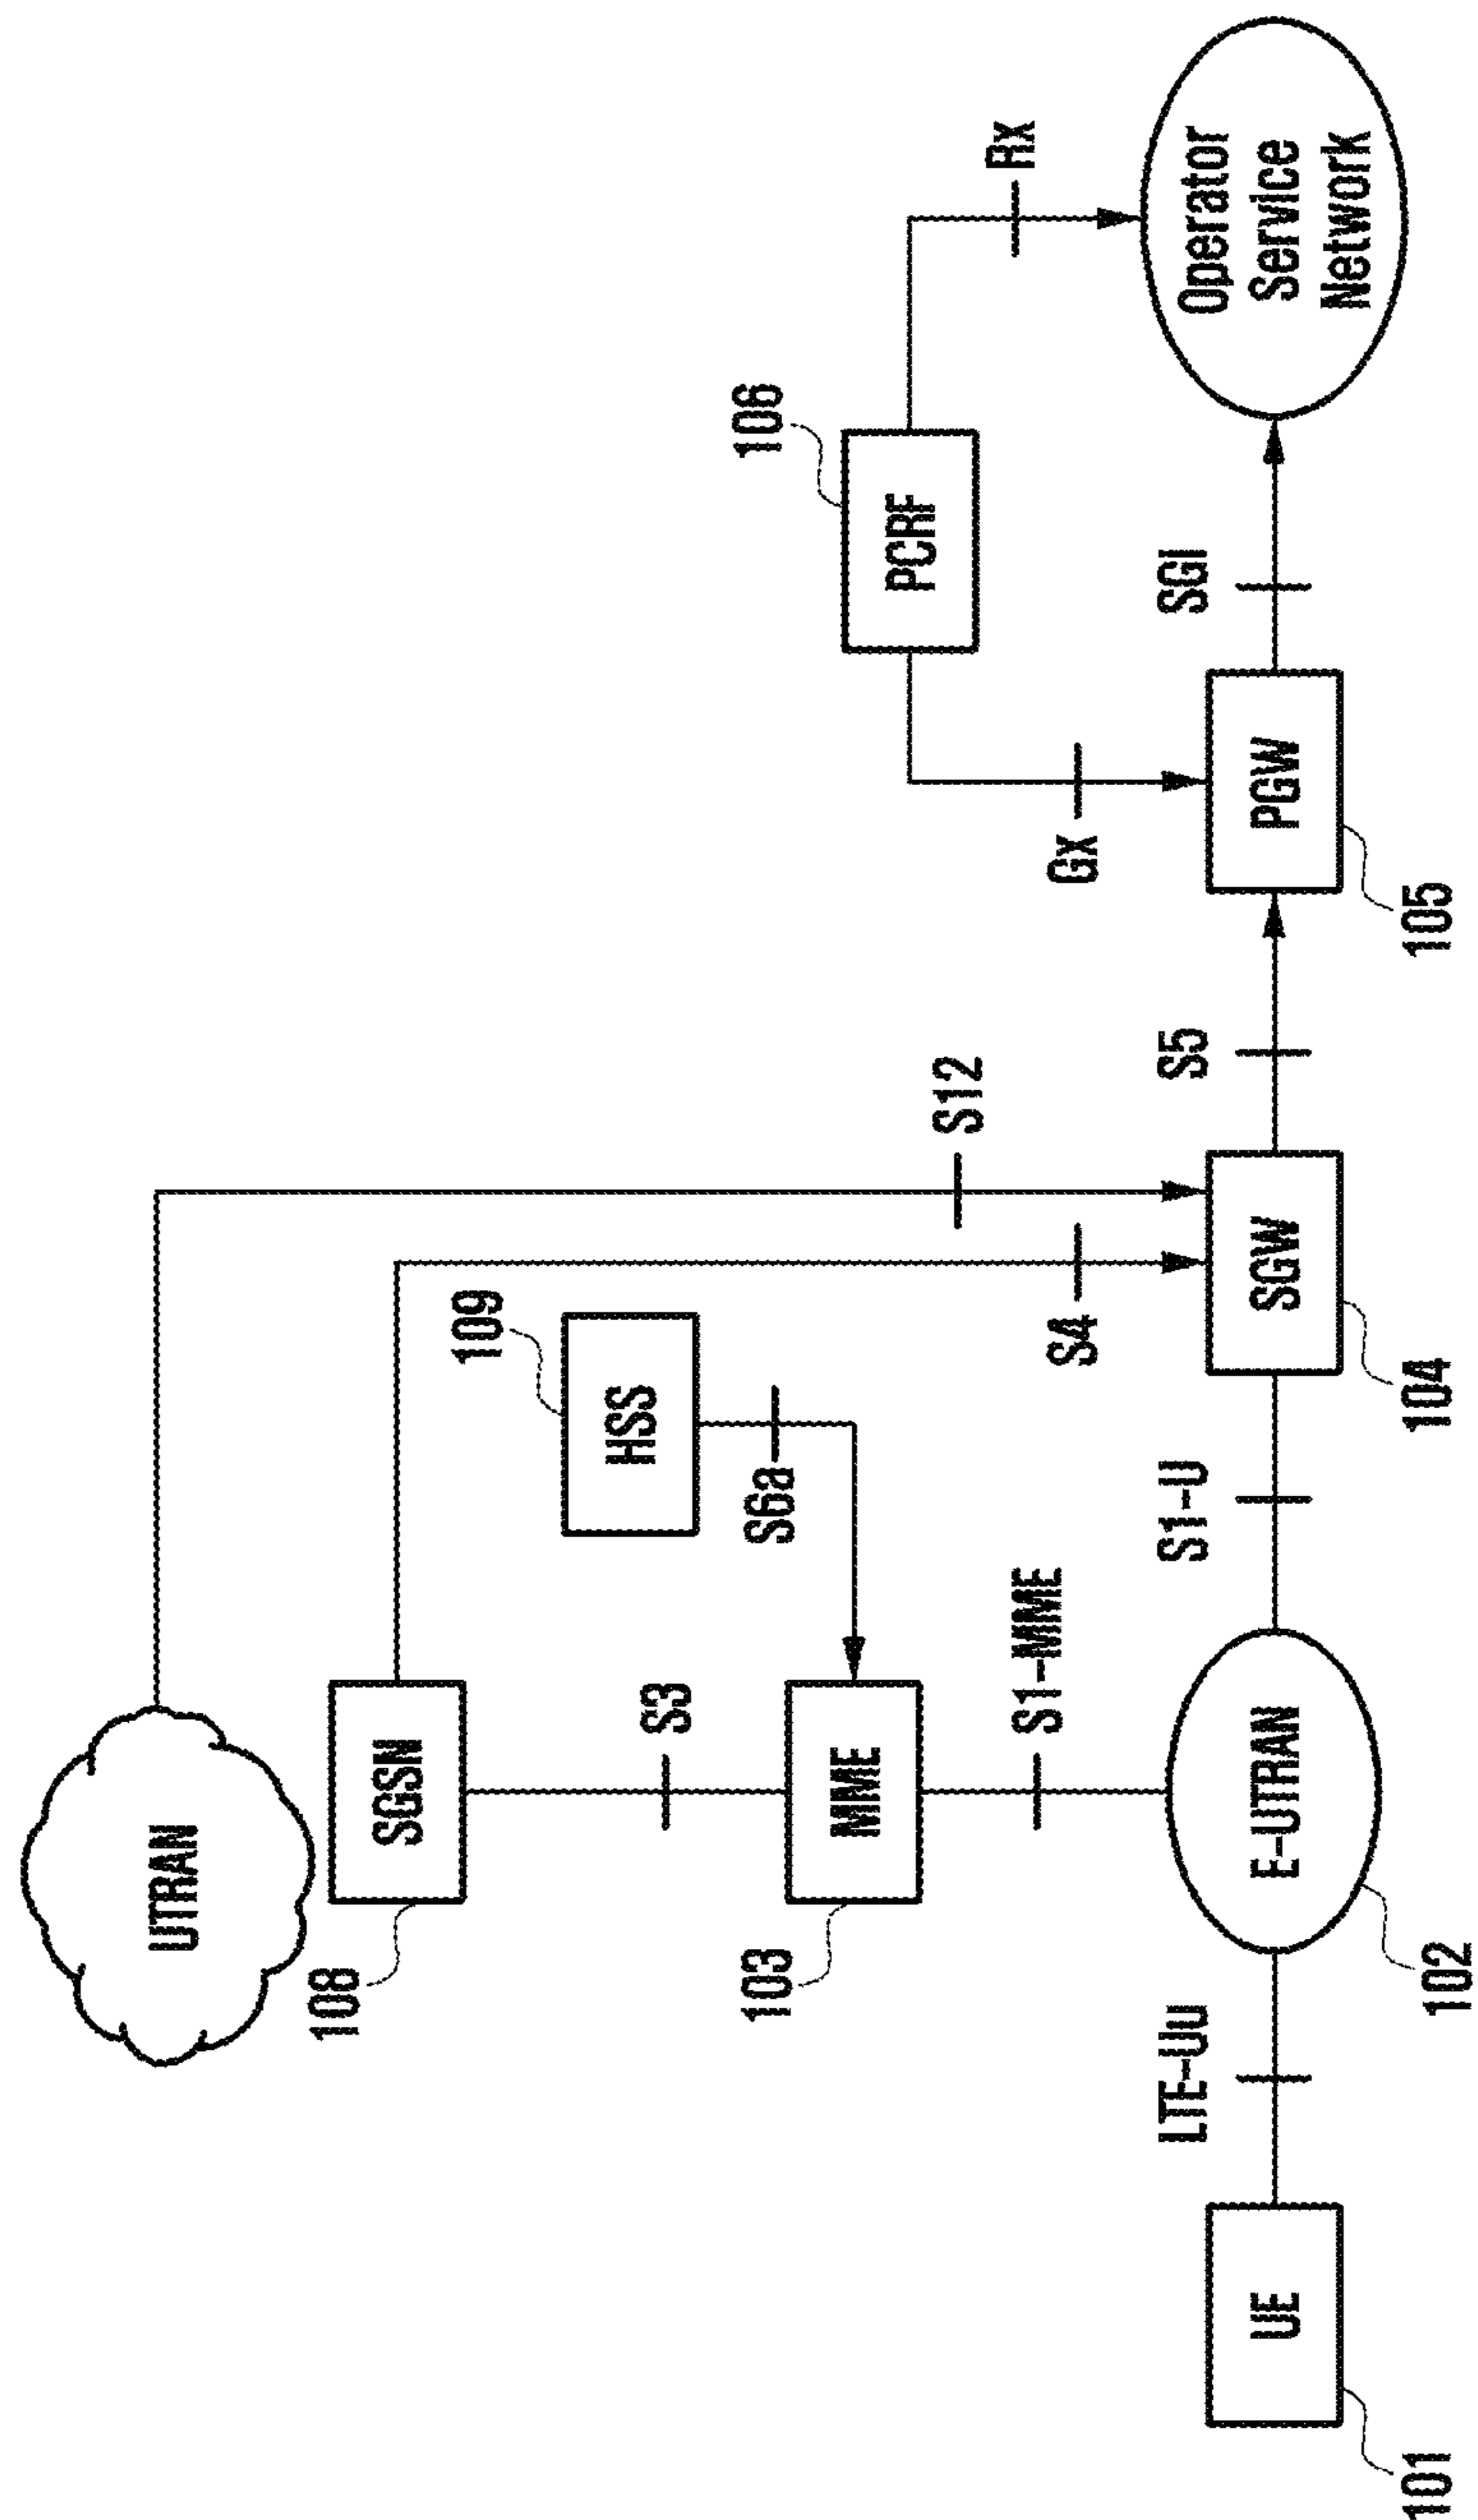 UTRAN
108
SGSN
109
HSS
S3
S6a
106
PCRF
103
MME
S12
Rx
S1-MME
S4
Gx
LTE-Uu
S1-U
S5
SGi
UE
E-UTRAN
SGW
PGW
Operator
Service
Network
101
102
104
105